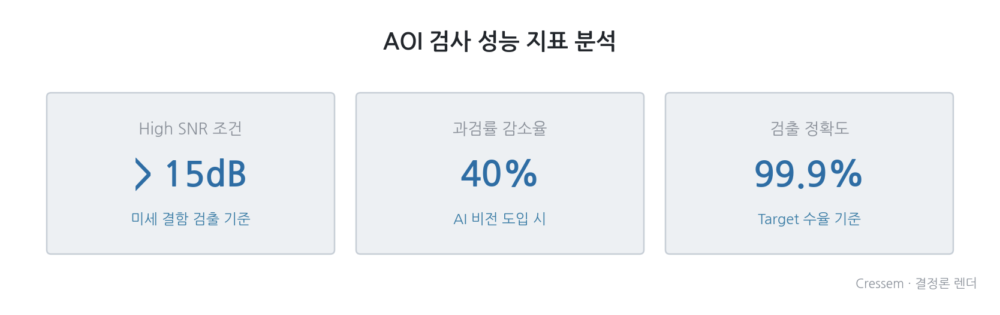 AOI 검사 성능 지표 분석
High SNR 조건
> 15dB
미세 결함 검출 기준
과검률 감소율
40%
AI 비전 도입 시
검출 정확도
99.9%
Target 수율 기준
Cressem · 결정론 렌더